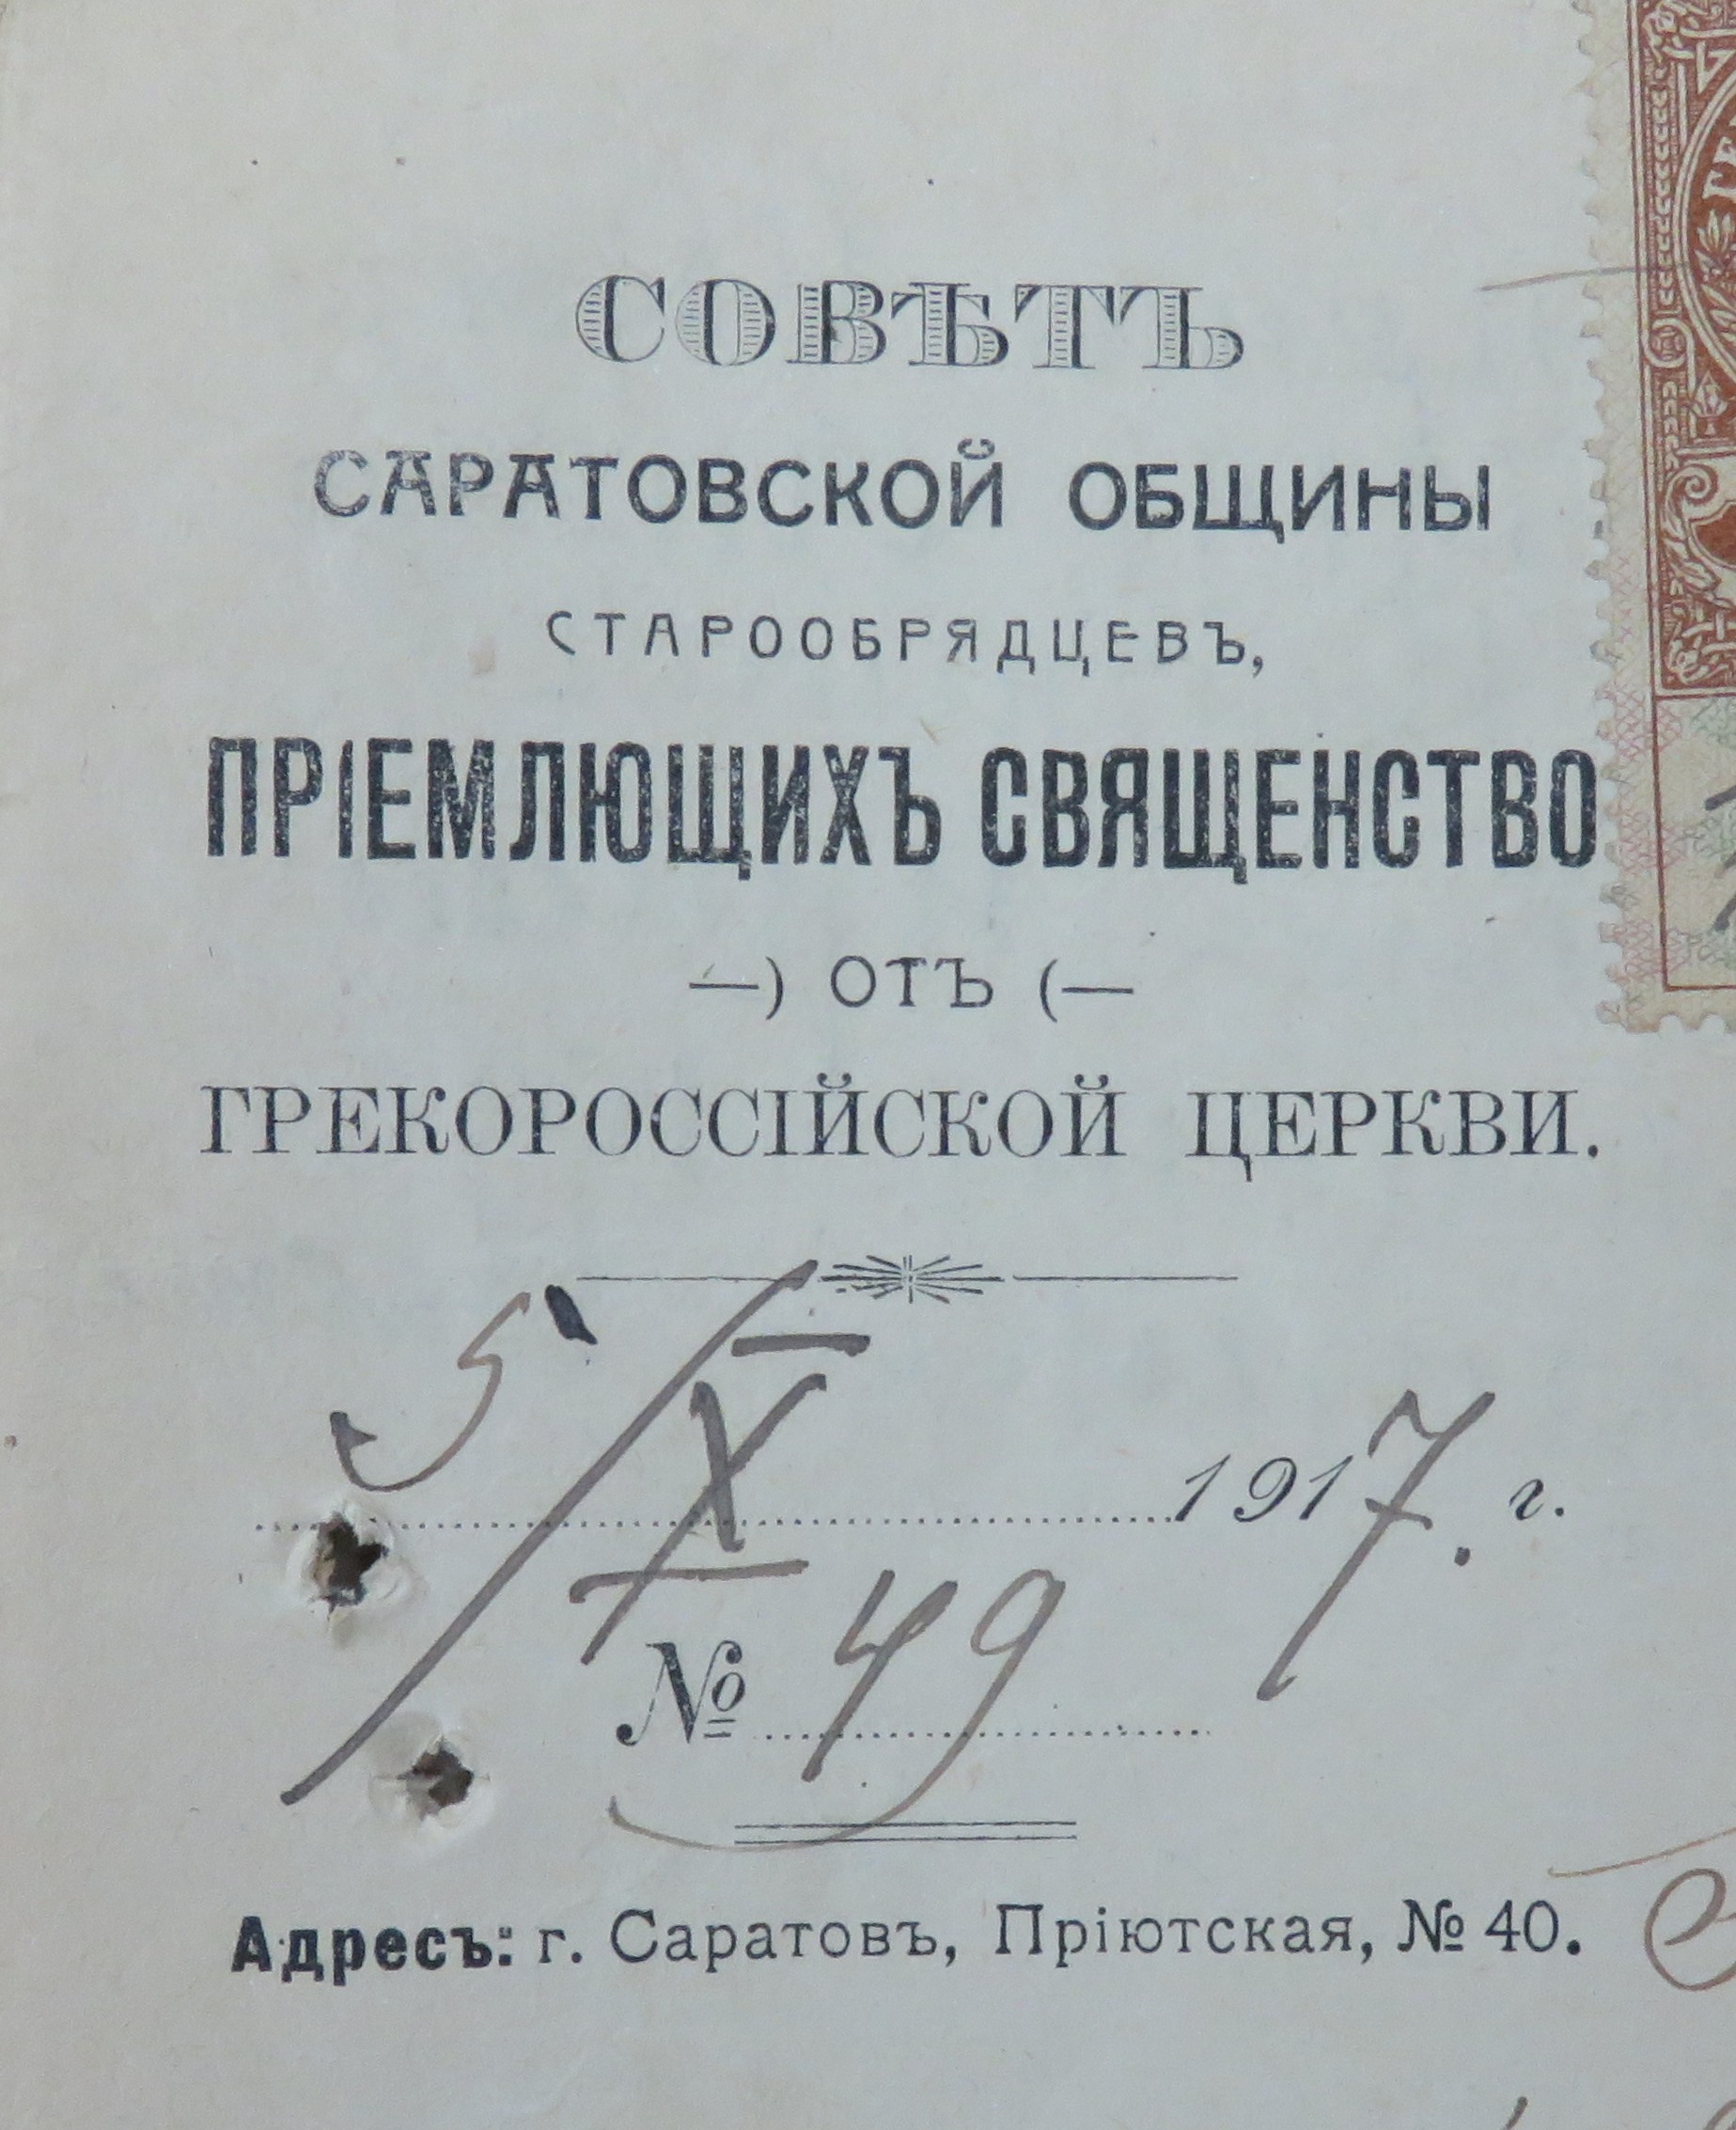 СОВѢТЪ
САРАТОВСКОЙ ОБЩИНЫ
СТАРООБРЯДЦЕВЪ,
ПРІЕМЛЮЩИХЪ СВЯЩЕНСТВО
—) ОТЪ (—
ГРЕКОРОССІЙСКОЙ ЦЕРКВИ.
5/X 1917 г.
№ 49
Адресъ: г. Саратовъ, Пріютская, № 40.